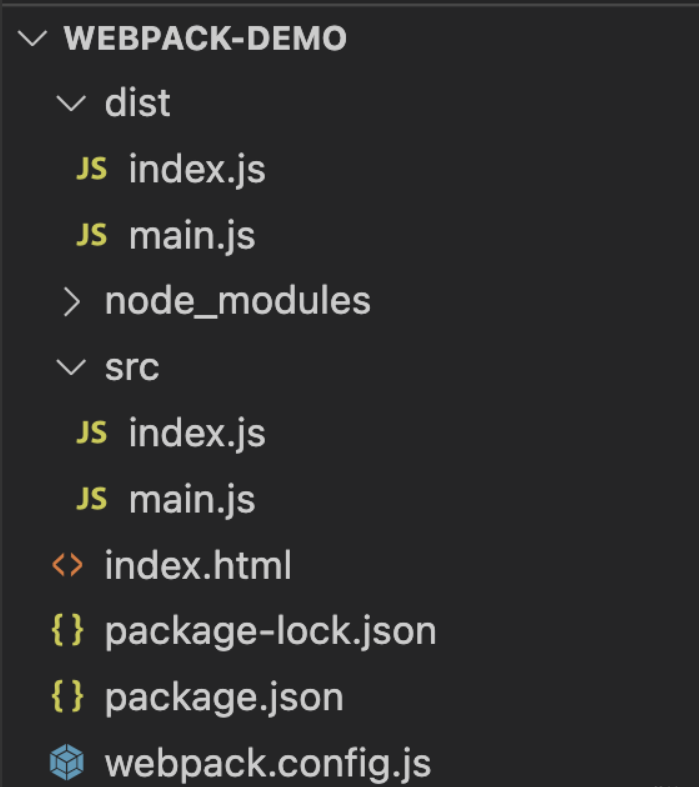 WEBPACK-DEMO
dist
JS index.js
JS main.js
node_modules
src
JS index.js
JS main.js
<> index.html
{} package-lock.json
{} package.json
webpack.config.js